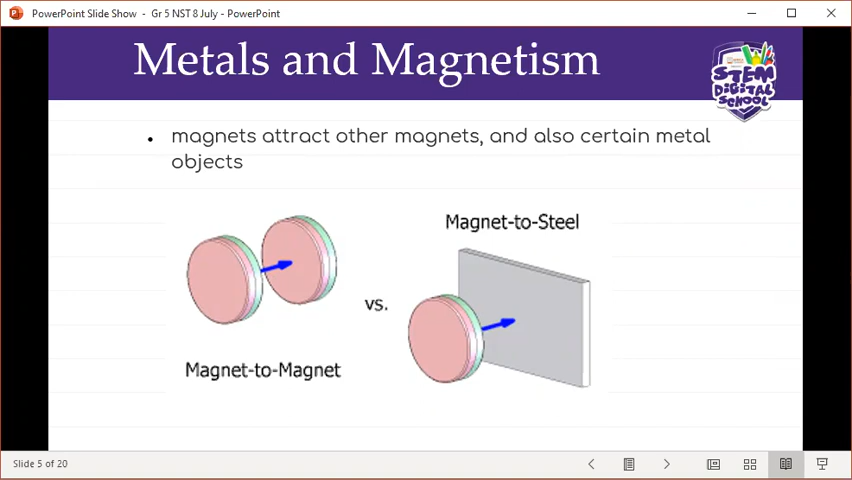 PowerPoint Slide Show - Gr 5 NST 8 July - PowerPoint
Metals and Magnetism
STEM
DIGITAL
SCHOOL
• magnets attract other magnets, and also certain metal
objects
Magnet-to-Steel
vs.
Magnet-to-Magnet
Slide 5 of 20